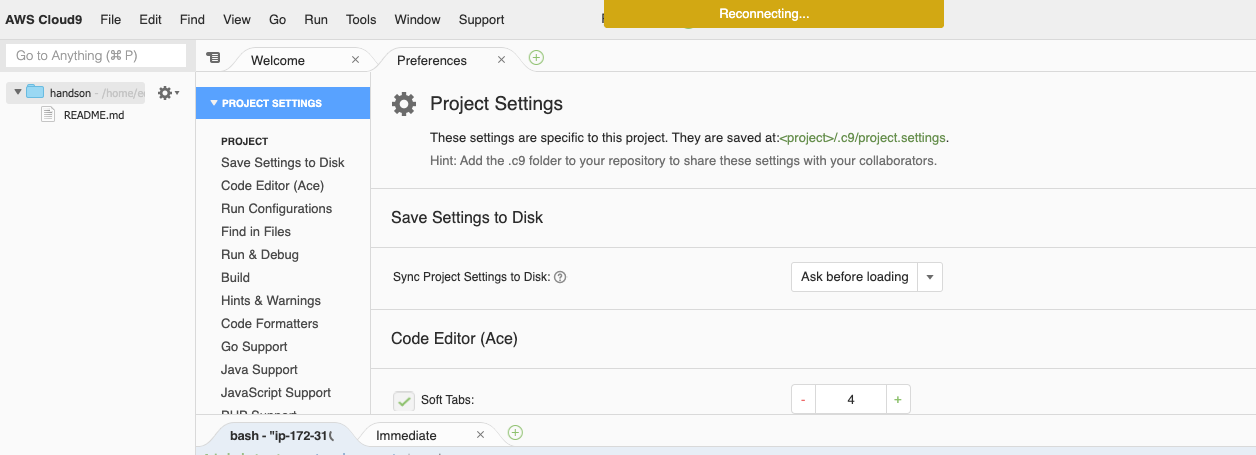 AWS Cloud9 File Edit Find View Go Run Tools Window Support Reconnecting...
Go to Anything (⌘ P) Welcome × Preferences ×
handson - /home/e
README.md
PROJECT SETTINGS
PROJECT
Save Settings to Disk
Code Editor (Ace)
Run Configurations
Find in Files
Run & Debug
Build
Hints & Warnings
Code Formatters
Go Support
Java Support
JavaScript Support
PHP Support
Project Settings
These settings are specific to this project. They are saved at:<project>/.c9/project.settings.
Hint: Add the .c9 folder to your repository to share these settings with your collaborators.
Save Settings to Disk
Sync Project Settings to Disk: ? Ask before loading
Code Editor (Ace)
Soft Tabs: - 4 +
bash - "ip-172-31 Immediate ×